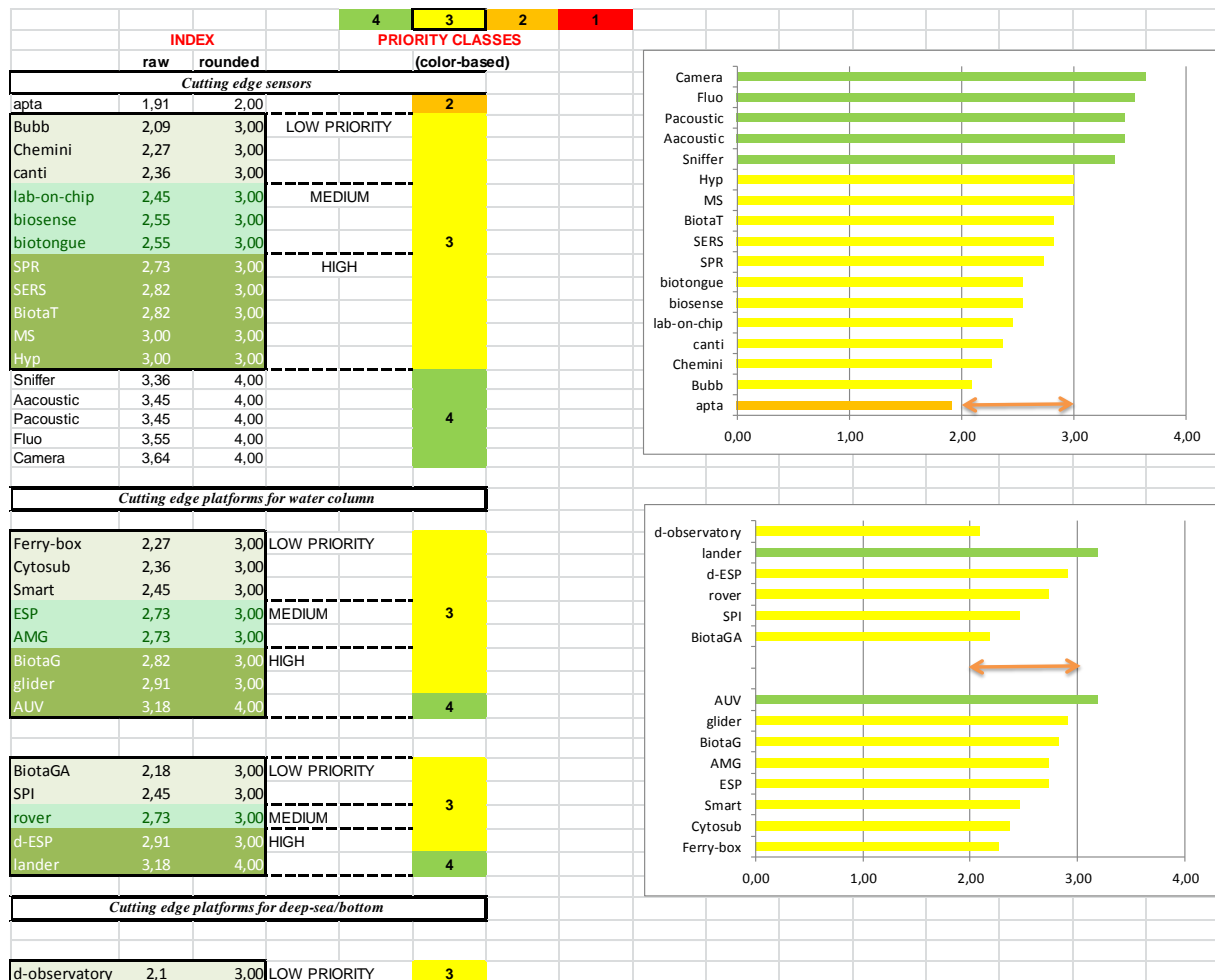 4 3 2 1
INDEX PRIORITY CLASSES
raw rounded (color-based)
Cutting edge sensors
apta 1,91 2,00 2
Bubb 2,09 3,00 LOW PRIORITY
Chemini 2,27 3,00
canti 2,36 3,00
lab-on-chip 2,45 3,00 MEDIUM
biosense 2,55 3,00
biotongue 2,55 3,00 3
SPR 2,73 3,00 HIGH
SERS 2,82 3,00
BiotaT 2,82 3,00
MS 3,00 3,00
Hyp 3,00 3,00
Sniffer 3,36 4,00
Aacoustic 3,45 4,00
Pacoustic 3,45 4,00 4
Fluo 3,55 4,00
Camera 3,64 4,00
Cutting edge platforms for water column
Ferry-box 2,27 3,00 LOW PRIORITY
Cytosub 2,36 3,00
Smart 2,45 3,00
ESP 2,73 3,00 MEDIUM 3
AMG 2,73 3,00
BiotaG 2,82 3,00 HIGH
glider 2,91 3,00
AUV 3,18 4,00 4
BiotaGA 2,18 3,00 LOW PRIORITY
SPI 2,45 3,00 3
rover 2,73 3,00 MEDIUM
d-ESP 2,91 3,00 HIGH
lander 3,18 4,00 4
Cutting edge platforms for deep-sea/bottom
d-observatory 2,1 3,00 LOW PRIORITY 3
Camera
Fluo
Pacoustic
Aacoustic
Sniffer
Hyp
MS
BiotaT
SERS
SPR
biotongue
biosense
lab-on-chip
canti
Chemini
Bubb
apta
0,00 1,00 2,00 3,00 4,00
d-observatory
lander
d-ESP
rover
SPI
BiotaGA
AUV
glider
BiotaG
AMG
ESP
Smart
Cytosub
Ferry-box
0,00 1,00 2,00 3,00 4,00